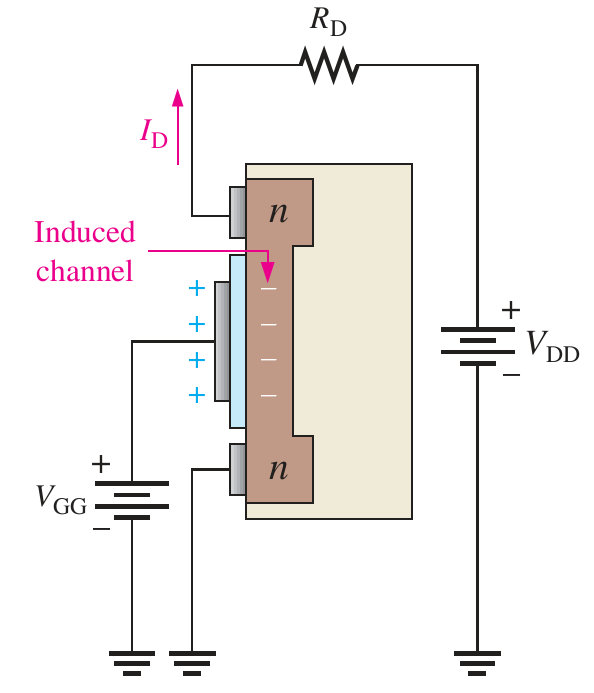 R_D
I_D
n
Induced
channel
+
+
+
+
–
–
–
–
+
V_DD
–
n
+
V_GG
–